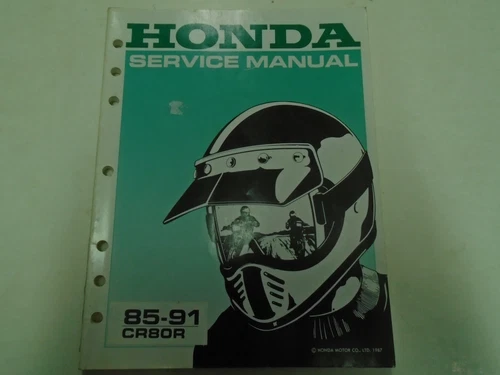 HONDA
SERVICE MANUAL
85-91
CR80R
© HONDA MOTOR CO., LTD. 1987